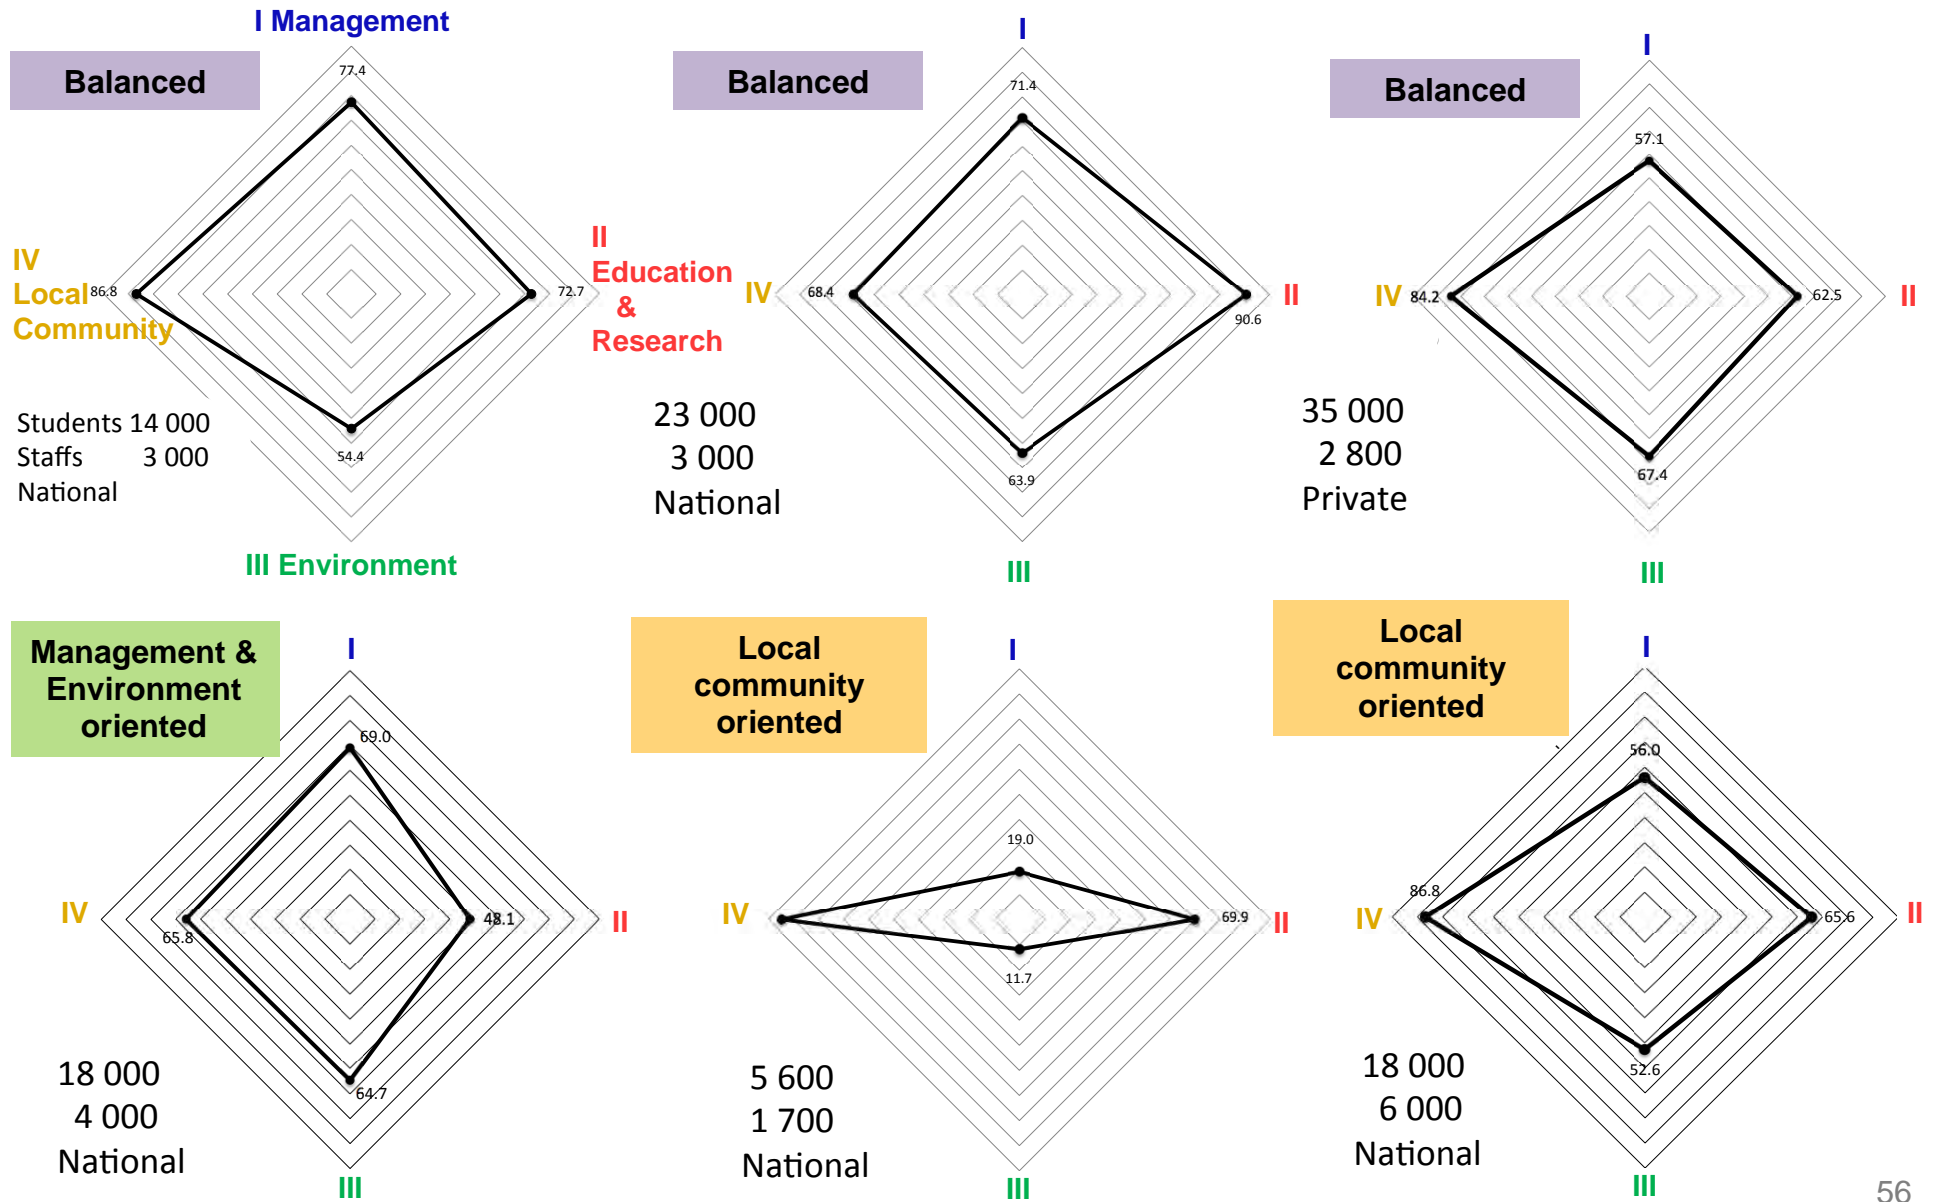 I Management
Balanced
77.4
IV
Local
Community
86.8
72.7
II
Education
&
Research
54.4
Students 14 000
Staffs 3 000
National
III Environment
I
Balanced
71.4
IV
68.4
II
90.6
63.9
23 000
3 000
National
III
I
Balanced
57.1
IV
84.2
62.5
II
67.4
35 000
2 800
Private
III
Management &
Environment
oriented
I
69.0
IV
65.8
48.1
II
64.7
18 000
4 000
National
III
Local
community
oriented
I
19.0
IV
69.9
II
11.7
5 600
1 700
National
III
Local
community
oriented
I
56.0
86.8
IV
65.6
II
52.6
18 000
6 000
National
III
56